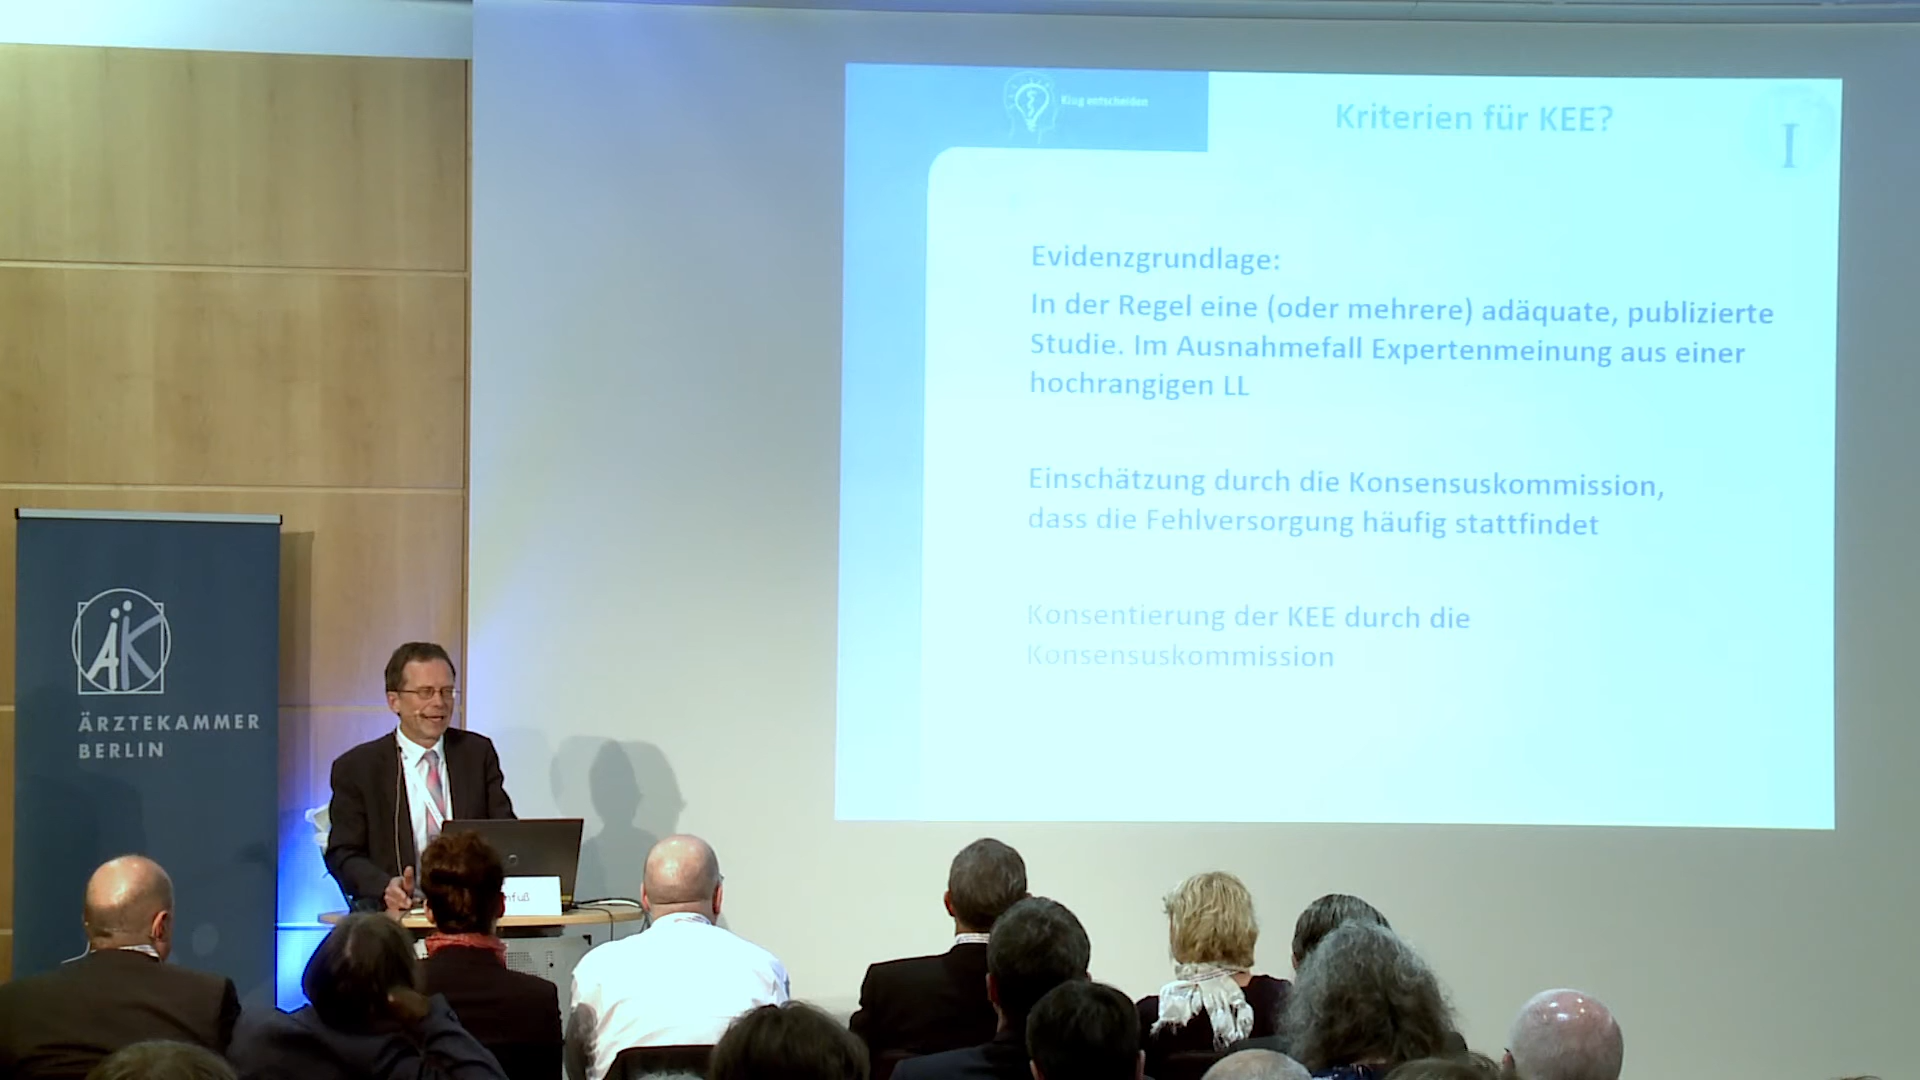 Klug entscheiden
Kriterien für KEE?
I
Evidenzgrundlage:
In der Regel eine (oder mehrere) adäquate, publizierte
Studie. Im Ausnahmefall Expertenmeinung aus einer
hochrangigen LL
Einschätzung durch die Konsensuskommission,
dass die Fehlversorgung häufig stattfindet
Konsentierung der KEE durch die
Konsensuskommission
ÄK
ÄRZTEKAMMER
BERLIN